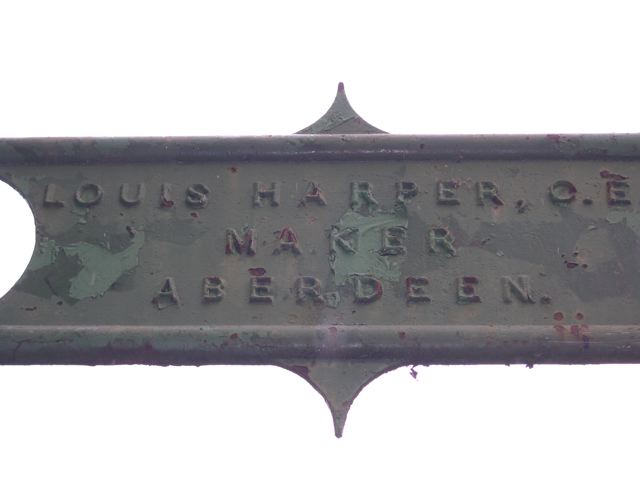 LOUIS HARPER, C.E
MAKER
ABERDEEN.